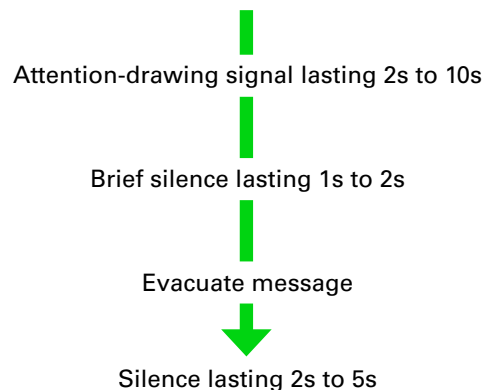 Attention-drawing signal lasting 2s to 10s
Brief silence lasting 1s to 2s
Evacuate message
Silence lasting 2s to 5s